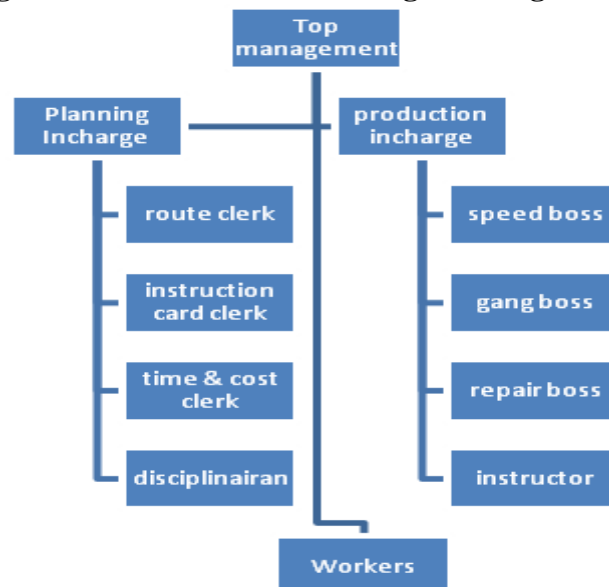 Top
management
Planning
Incharge
production
incharge
route clerk
speed boss
instruction
card clerk
gang boss
time & cost
clerk
repair boss
disciplinairan
instructor
Workers